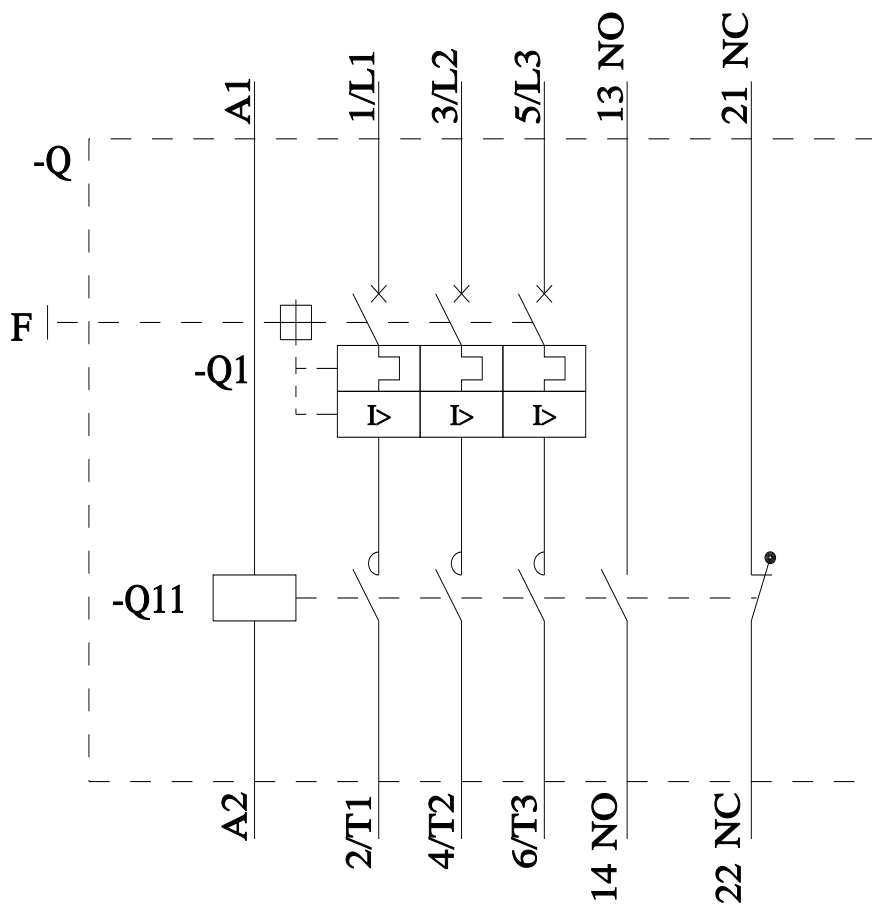 A1
1/L1
3/L2
5/L3
13 NO
21 NC
-Q
F
-Q1
I>
I>
I>
-Q11
A2
2/T1
4/T2
6/T3
14 NO
22 NC